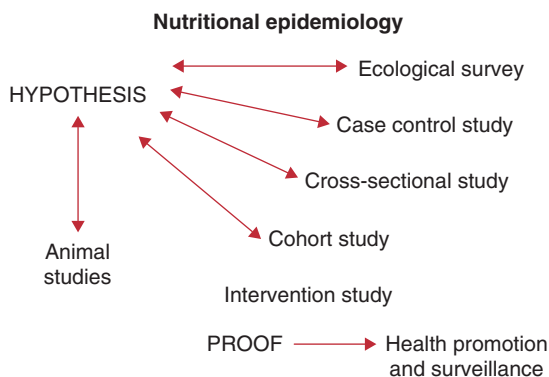 Nutritional epidemiology
Ecological survey
HYPOTHESIS
Case control study
Cross-sectional study
Cohort study
Animal
studies
Intervention study
PROOF
Health promotion
and surveillance